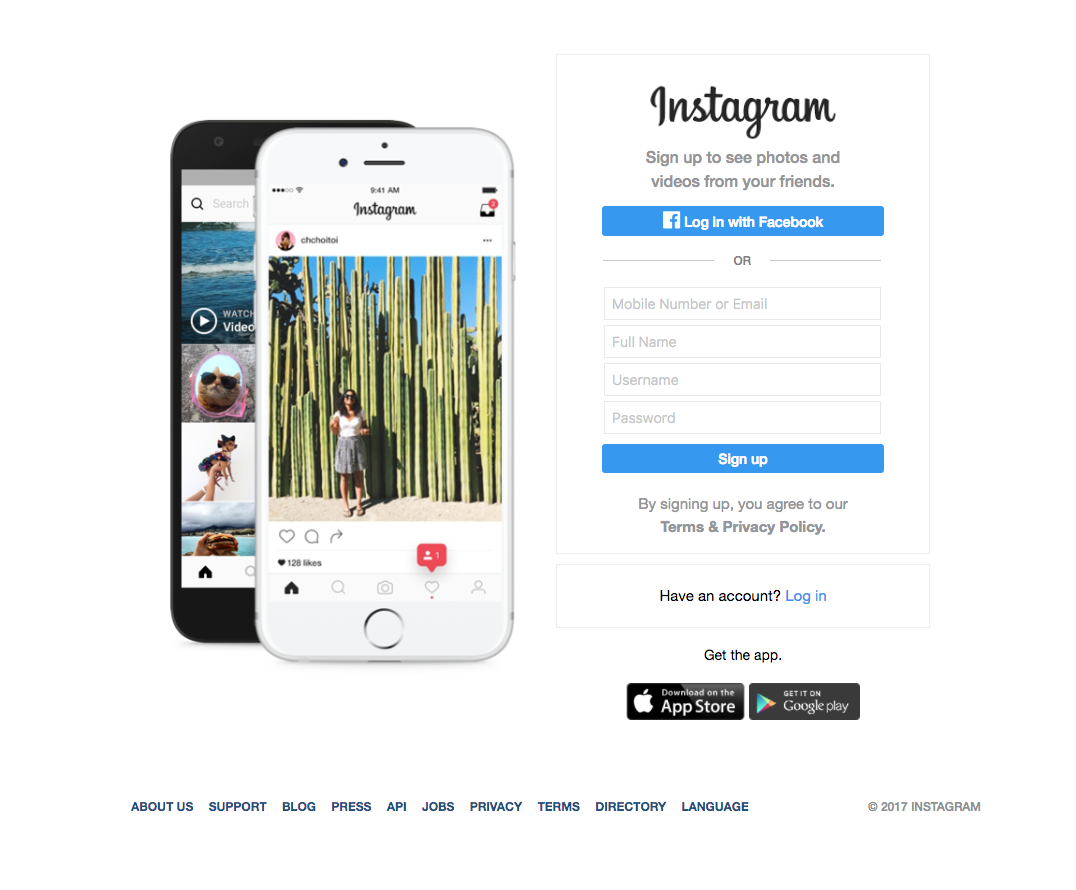 Search
WATCH
Video
9:41 AM
Instagram
2
chchoitoi
128 likes
1
Instagram
Sign up to see photos and
videos from your friends.
Log in with Facebook
OR
Mobile Number or Email
Full Name
Username
Password
Sign up
By signing up, you agree to our
Terms & Privacy Policy.
Have an account? Log in
Get the app.
Download on the
App Store
GET IT ON
Google play
ABOUT US SUPPORT BLOG PRESS API JOBS PRIVACY TERMS DIRECTORY LANGUAGE © 2017 INSTAGRAM